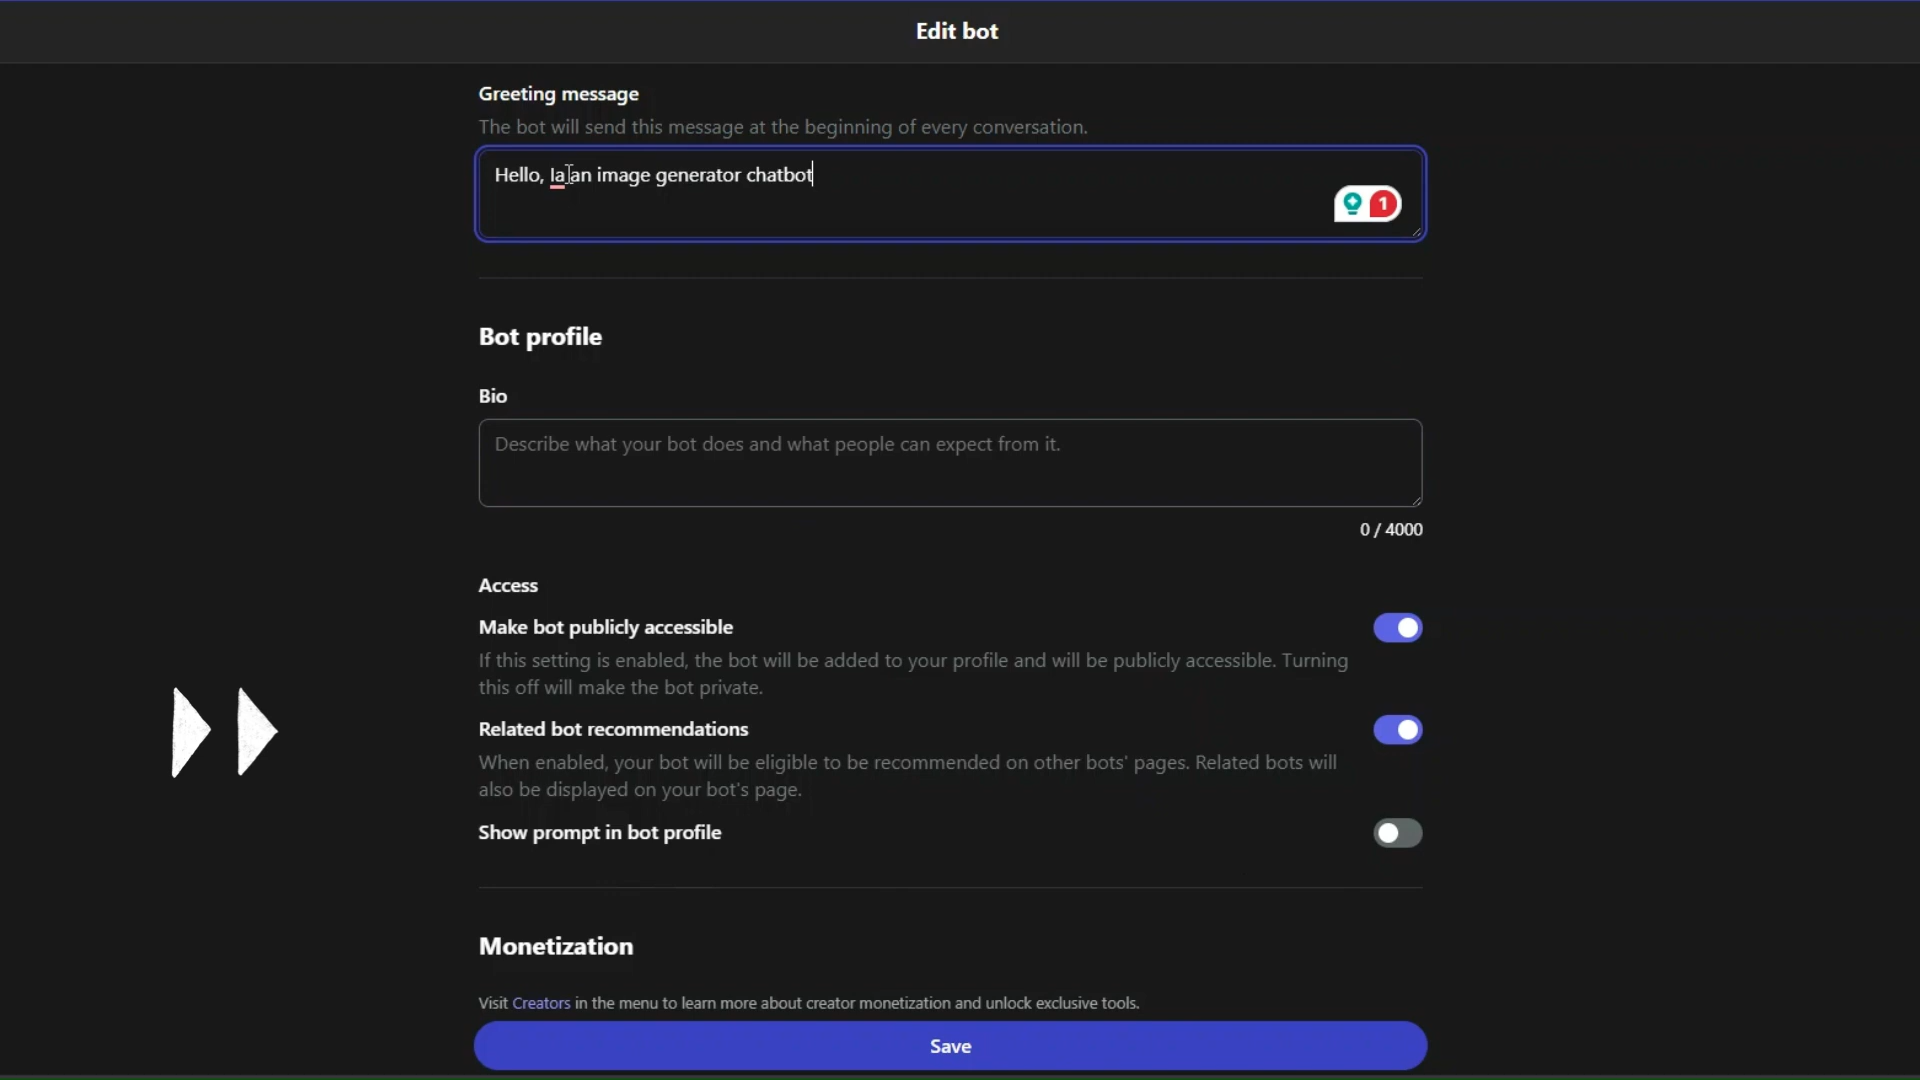 Edit bot
Greeting message
The bot will send this message at the beginning of every conversation.
Hello, Ia an image generator chatbot
1
Bot profile
Bio
Describe what your bot does and what people can expect from it.
0 / 4000
Access
Make bot publicly accessible
If this setting is enabled, the bot will be added to your profile and will be publicly accessible. Turning
this off will make the bot private.
Related bot recommendations
When enabled, your bot will be eligible to be recommended on other bots' pages. Related bots will
also be displayed on your bot's page.
Show prompt in bot profile
Monetization
Visit Creators in the menu to learn more about creator monetization and unlock exclusive tools.
Save